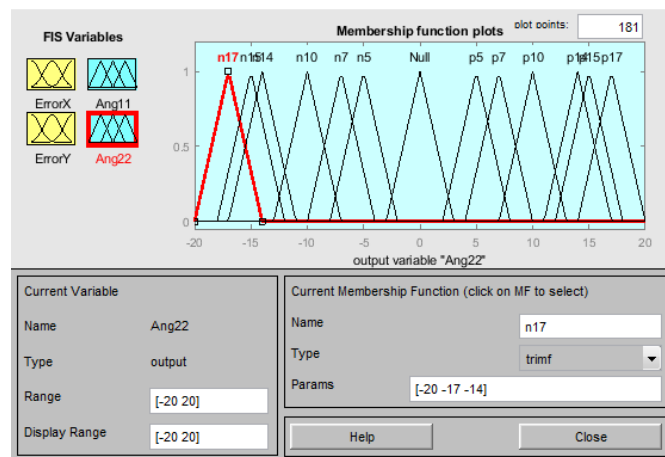 FIS Variables
Membership function plots
plot points:
181
n17 n15 n14 n10 n7 n5 Null p5 p7 p10 p14 p15 p17
1
0.5
0
ErrorX Ang11
ErrorY Ang22
-20 -15 -10 -5 0 5 10 15 20
output variable "Ang22"
Current Variable
Name Ang22
Type output
Range [-20 20]
Display Range [-20 20]
Current Membership Function (click on MF to select)
Name n17
Type trimf
Params [-20 -17 -14]
Help Close